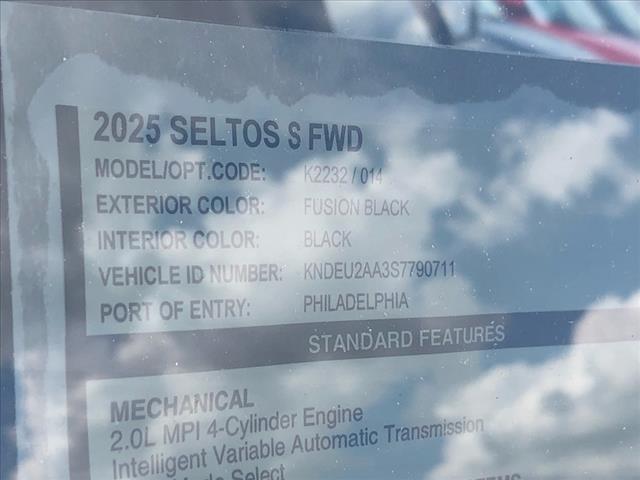 2025 SELTOS S FWD
MODEL/OPT.CODE: K2232 / 014
EXTERIOR COLOR: FUSION BLACK
INTERIOR COLOR: BLACK
VEHICLE ID NUMBER: KNDEU2AA3S7790711
PORT OF ENTRY: PHILADELPHIA
STANDARD FEATURES
MECHANICAL
2.0L MPI 4-Cylinder Engine
Intelligent Variable Automatic Transmission
Select